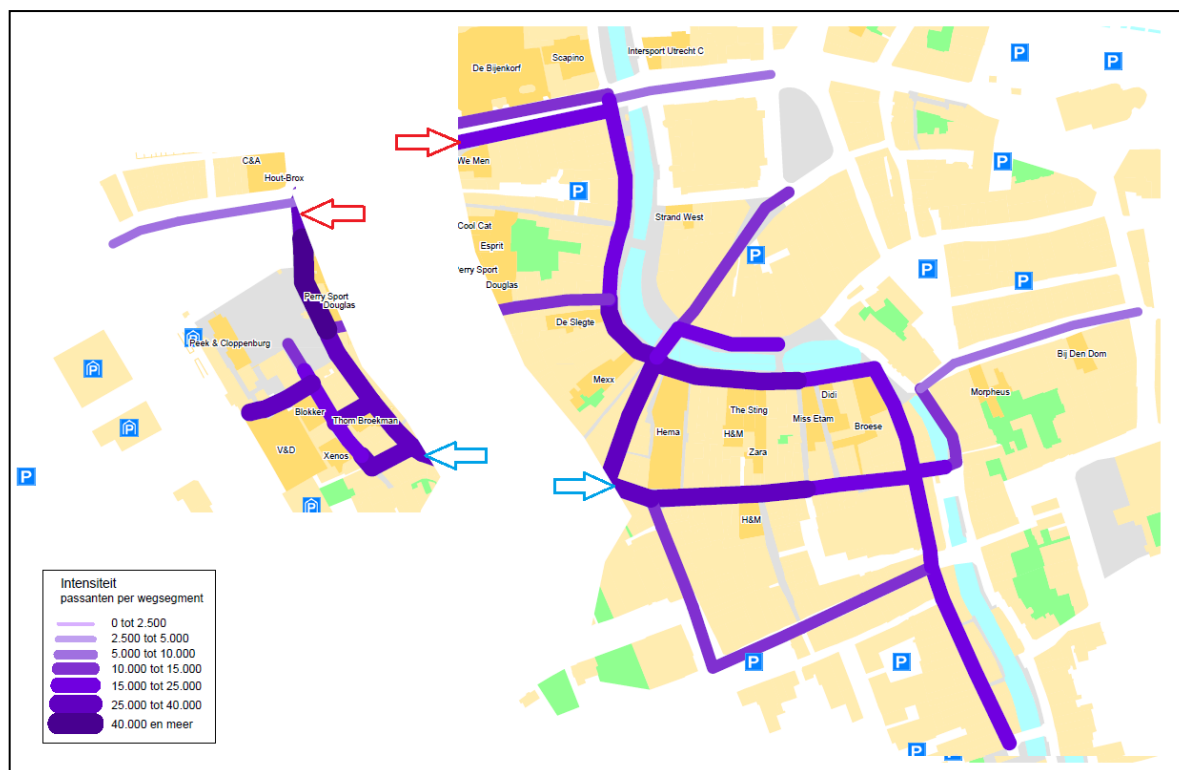 Scapino
Intersport Utrecht C
De Bijenkorf
P
P
C&A
Hout-Brox
We Men
P
P
Strand West
Cool Cat
Esprit
Perry Sport
Douglas
P
P
P
Perry Sport
Douglas
De Slegte
P
Peek & Cloppenburg
P
Bij Den Dom
Mexx
Didi
Morpheus
Blokker
The Sting
Miss Etam
Thom Broekman
Hema
H&M
Broese
P
V&D
Xenos
Zara
P
P
H&M
Intensiteit
passanten per wegsegment
0 tot 2.500
2.500 tot 5.000
5.000 tot 10.000
10.000 tot 15.000
15.000 tot 25.000
25.000 tot 40.000
40.000 en meer
P
P
P
P